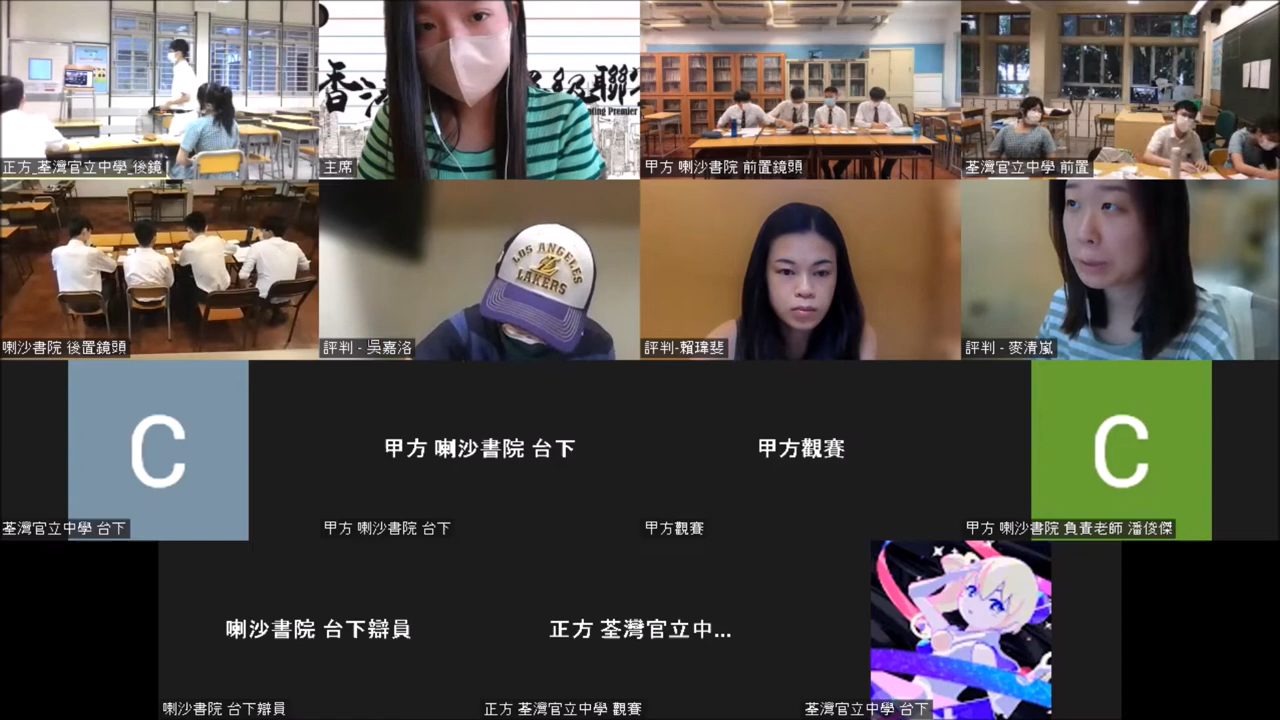 正方_荃灣官立中學_後鏡
香
級聯
ating Premier
主席
甲方 喇沙書院 前置鏡頭
荃灣官立中學 前置
喇沙書院 後置鏡頭
LOS ANGELES
LAKERS
評判 - 吳嘉洛
評判-賴瑋斐
評判 - 麥清嵐
C
荃灣官立中學 台下
甲方 喇沙書院 台下
甲方 喇沙書院 台下
甲方觀賽
甲方觀賽
C
甲方 喇沙書院 負責老師 潘俊傑
喇沙書院 台下辯員
喇沙書院 台下辯員
正方 荃灣官立中...
正方 荃灣官立中學 觀賽
荃灣官立中學 台下